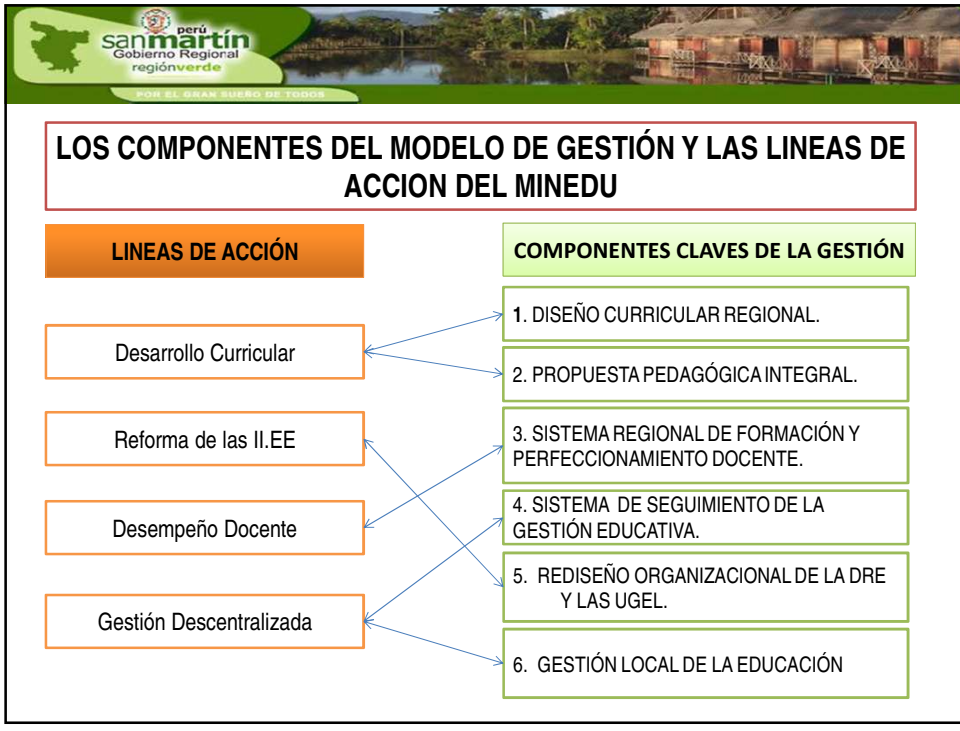 perú
sanmartín
Gobierno Regional
regiónverde
POR EL GRAN SUEÑO DE TODOS
LOS COMPONENTES DEL MODELO DE GESTIÓN Y LAS LINEAS DE
ACCION DEL MINEDU
LINEAS DE ACCIÓN
Desarrollo Curricular
Reforma de las II.EE
Desempeño Docente
Gestión Descentralizada
COMPONENTES CLAVES DE LA GESTIÓN
1. DISEÑO CURRICULAR REGIONAL.
2. PROPUESTA PEDAGÓGICA INTEGRAL.
3. SISTEMA REGIONAL DE FORMACIÓN Y
PERFECCIONAMIENTO DOCENTE.
4. SISTEMA DE SEGUIMIENTO DE LA
GESTIÓN EDUCATIVA.
5. REDISEÑO ORGANIZACIONAL DE LA DRE
Y LAS UGEL.
6. GESTIÓN LOCAL DE LA EDUCACIÓN